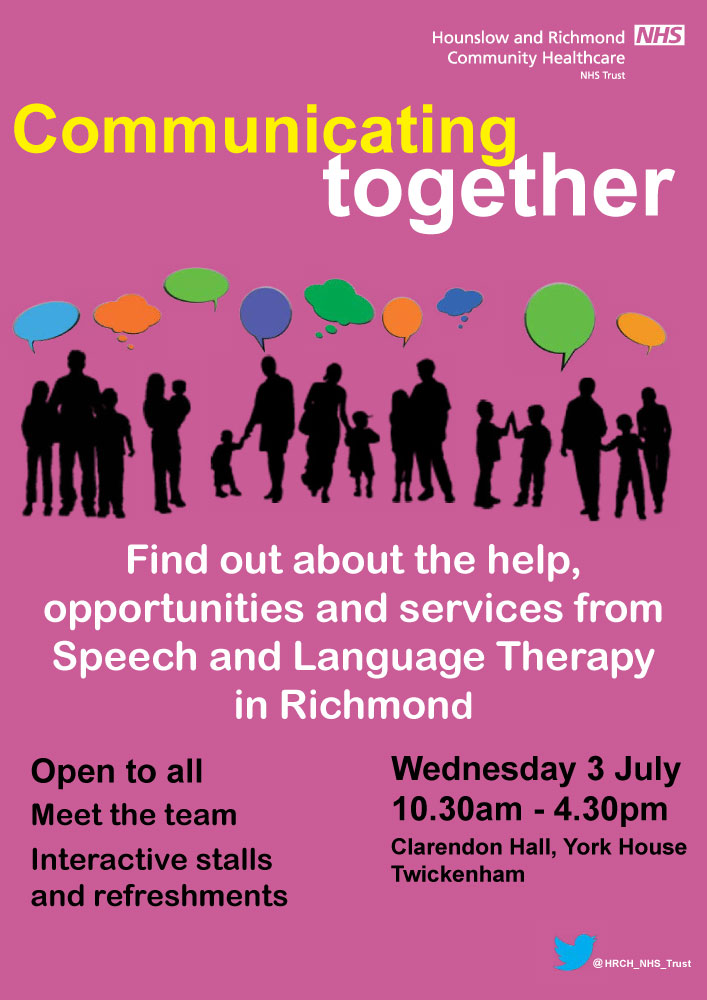 Hounslow and Richmond NHS
Community Healthcare
NHS Trust
Communicating
together
Find out about the help,
opportunities and services from
Speech and Language Therapy
in Richmond
Open to all
Meet the team
Interactive stalls
and refreshments
Wednesday 3 July
10.30am - 4.30pm
Clarendon Hall, York House
Twickenham
@HRCH_NHS_Trust